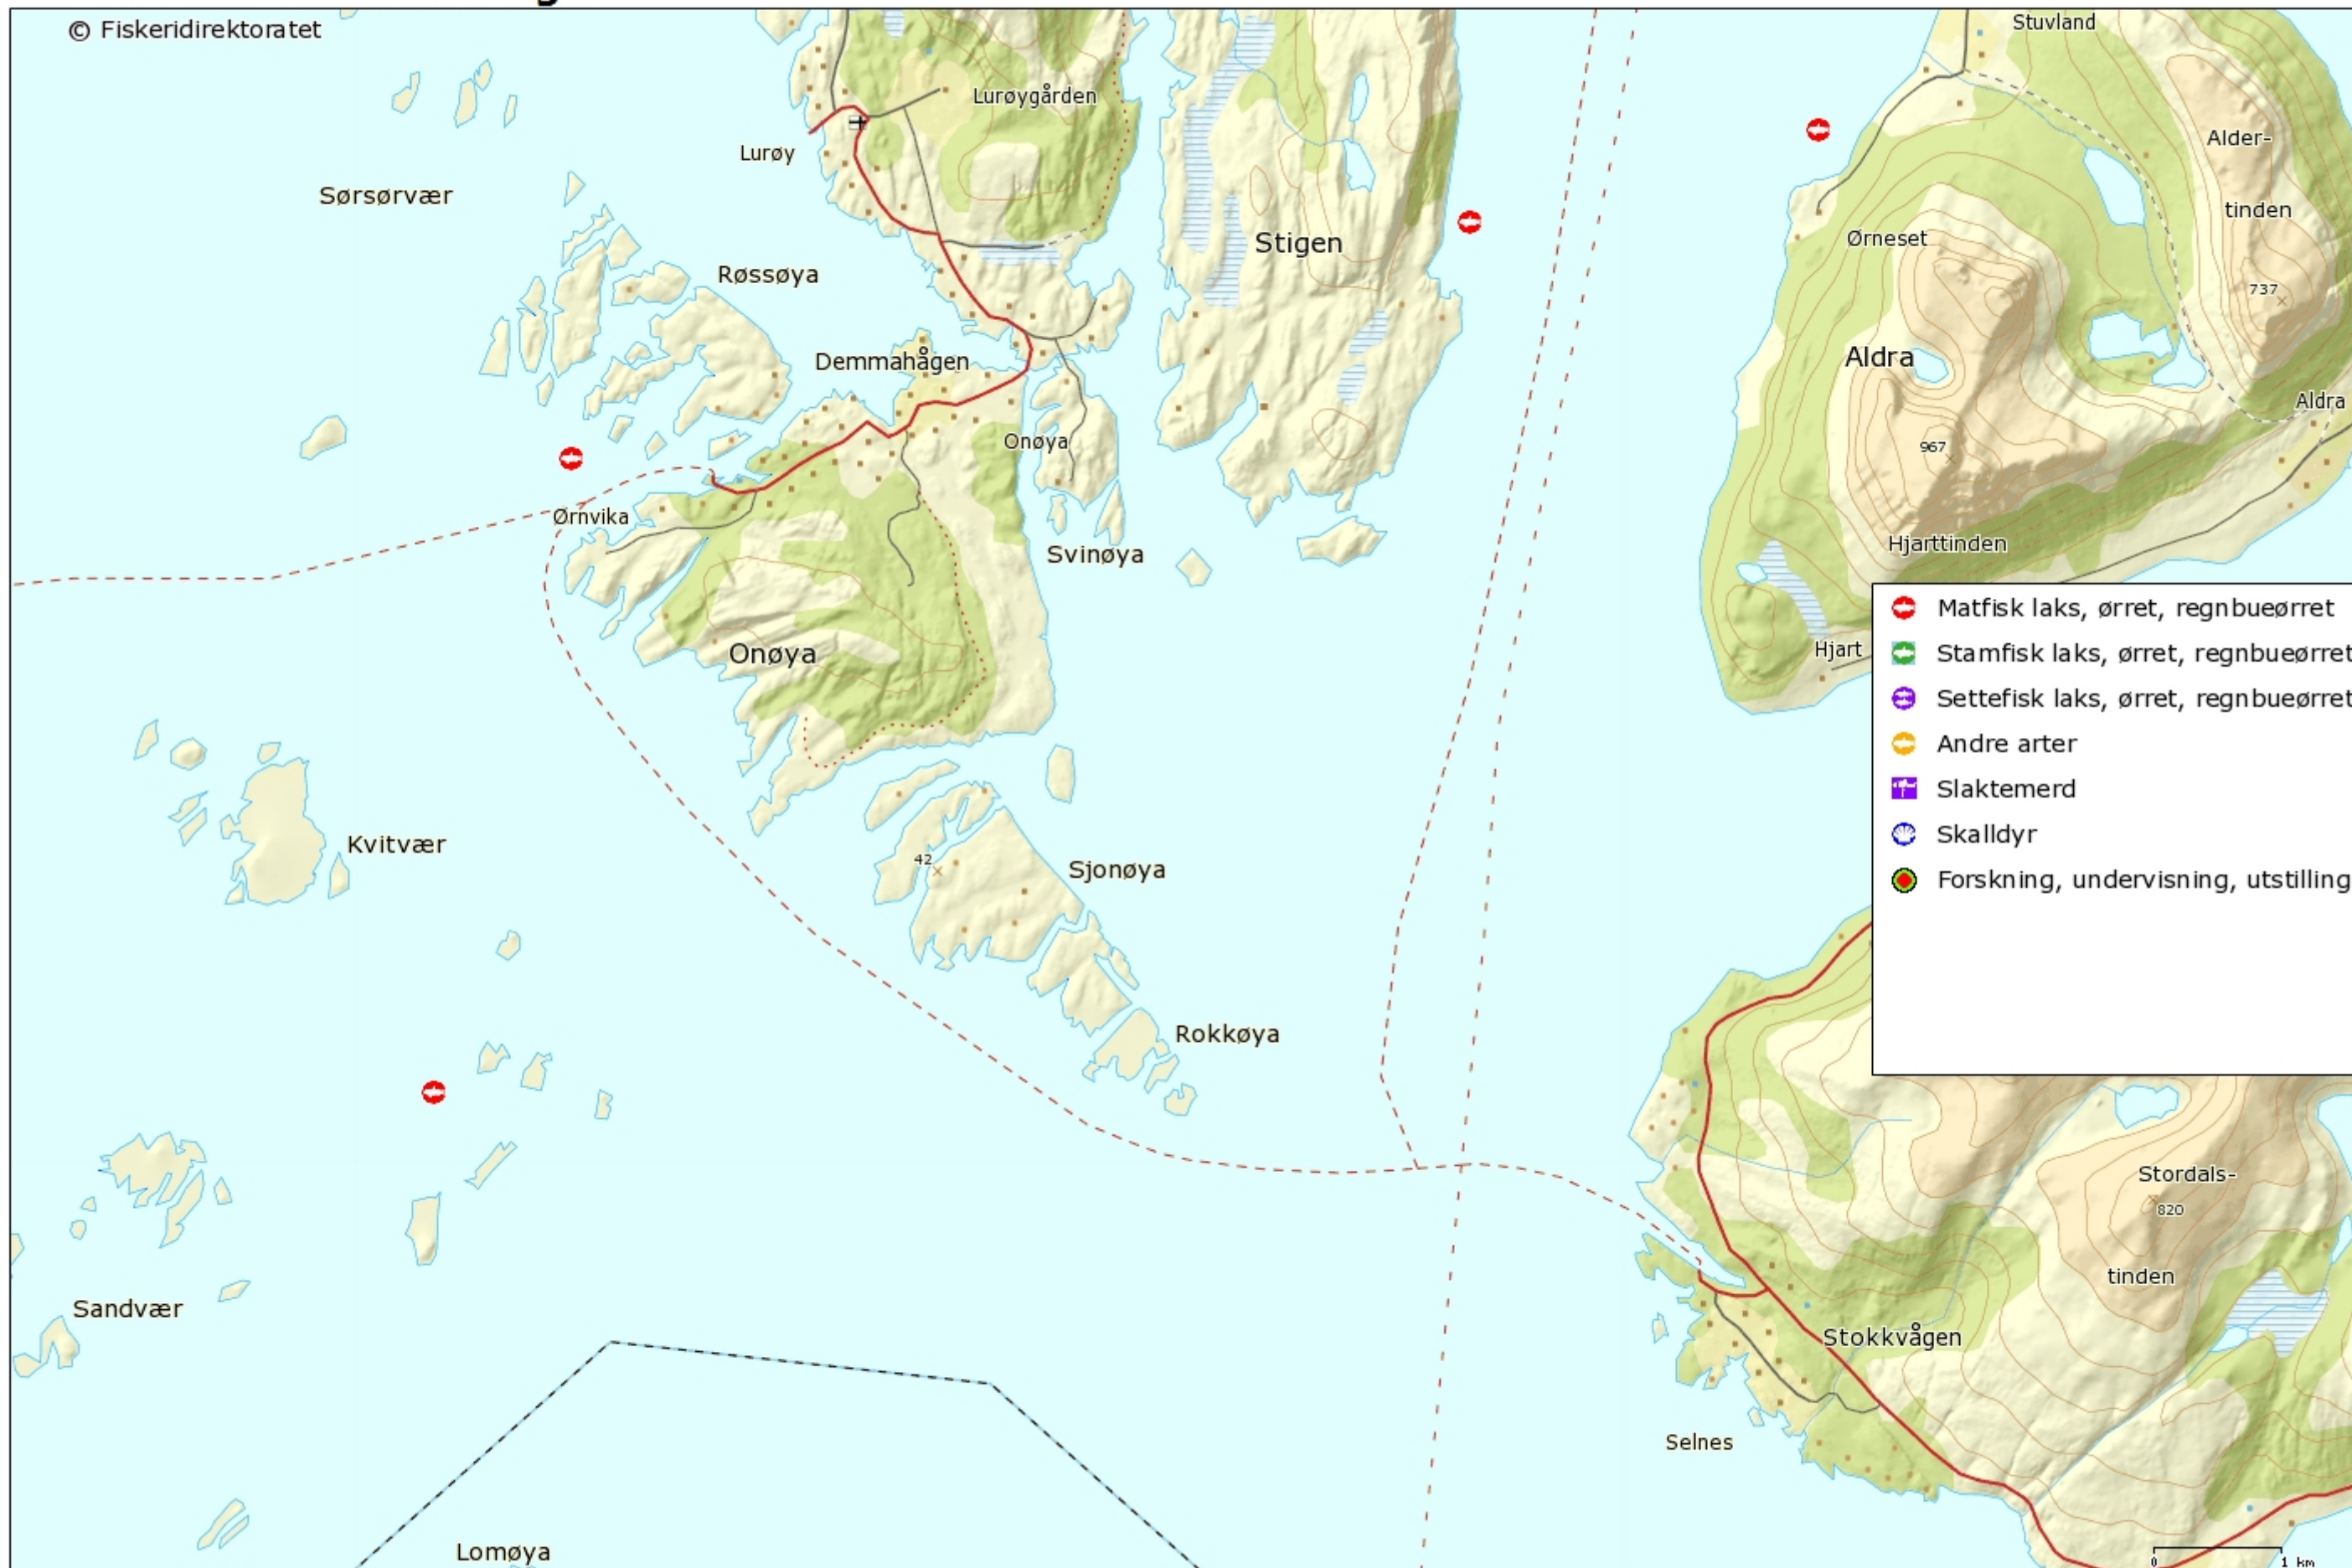 © Fiskeridirektoratet
Stuvland
Lurøygården
Alder-
Lurøy
Sørsørvær
tinden
Ørneset
Stigen
Røssøya
737
Demmahågen
Aldra
Aldra
Onøya
967
Ørnvika
Hjarttinden
Svinøya
Matfisk laks, ørret, regnbueørret
Hjart
Onøya
Stamfisk laks, ørret, regnbueørret
Settefisk laks, ørret, regnbueørret
Andre arter
Slaktemerd
Skalldyr
Kvitvær
42
Sjonøya
Forskning, undervisning, utstilling
Rokkøya
Stordals-
820
tinden
Sandvær
Stokkvågen
Selnes
Lomøya
0 1 km